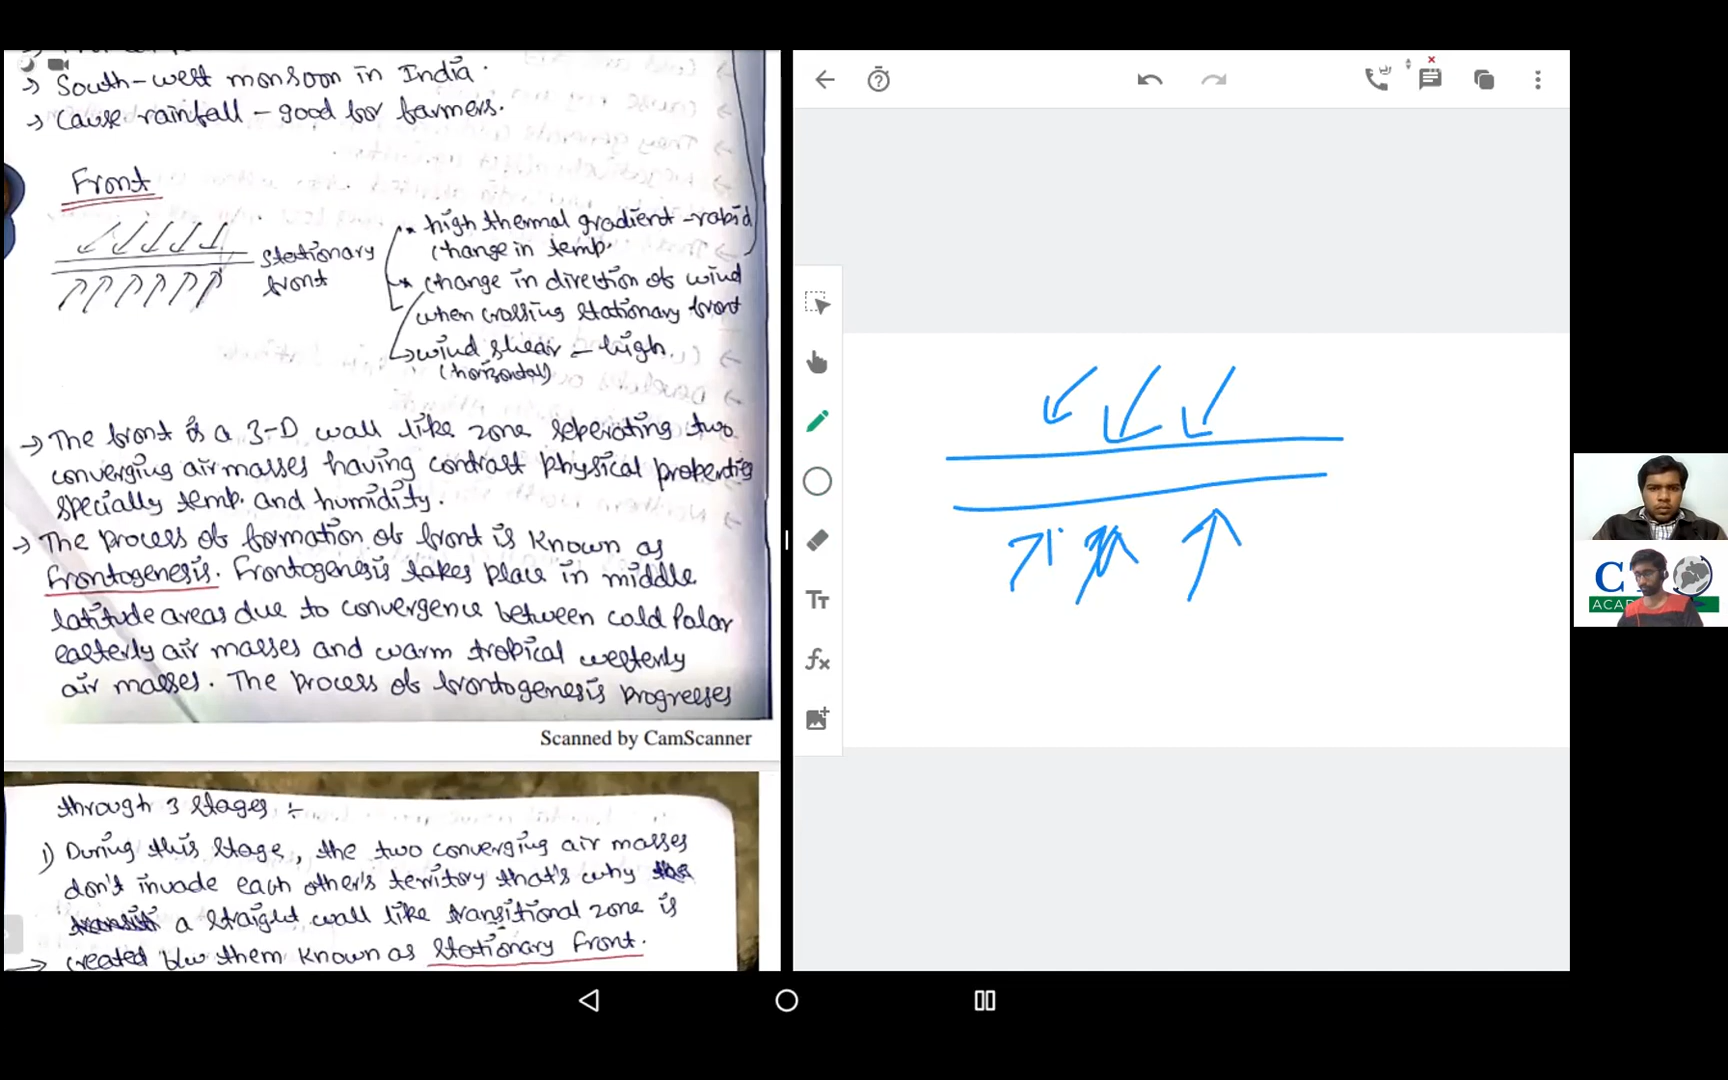 → South-west monsoon in India.
→ Cause rainfall - good for farmers.
Front
stationary
front
high thermal gradient - rapid
change in temp.
change in direction of wind
when crossing stationary front
→ wind shear - high.
(horizontal)
→ The front is a 3-D wall like zone seperating two
converging air masses having contrast physical properties
specially temp. and humidity.
→ The process of formation of front is known as
frontogenesis. Frontogenesis takes place in middle
latitude areas due to convergence between cold Polar
easterly air masses and warm tropical westerly
air masses. The process of frontogenesis progresses
Scanned by CamScanner
through 3 stages ÷
1) During this stage, the two converging air masses
don't invade each other's territory that's why
a straight wall like transitional zone is
→ created b/w them known as Stationary Front.
Tт
fx
ACA